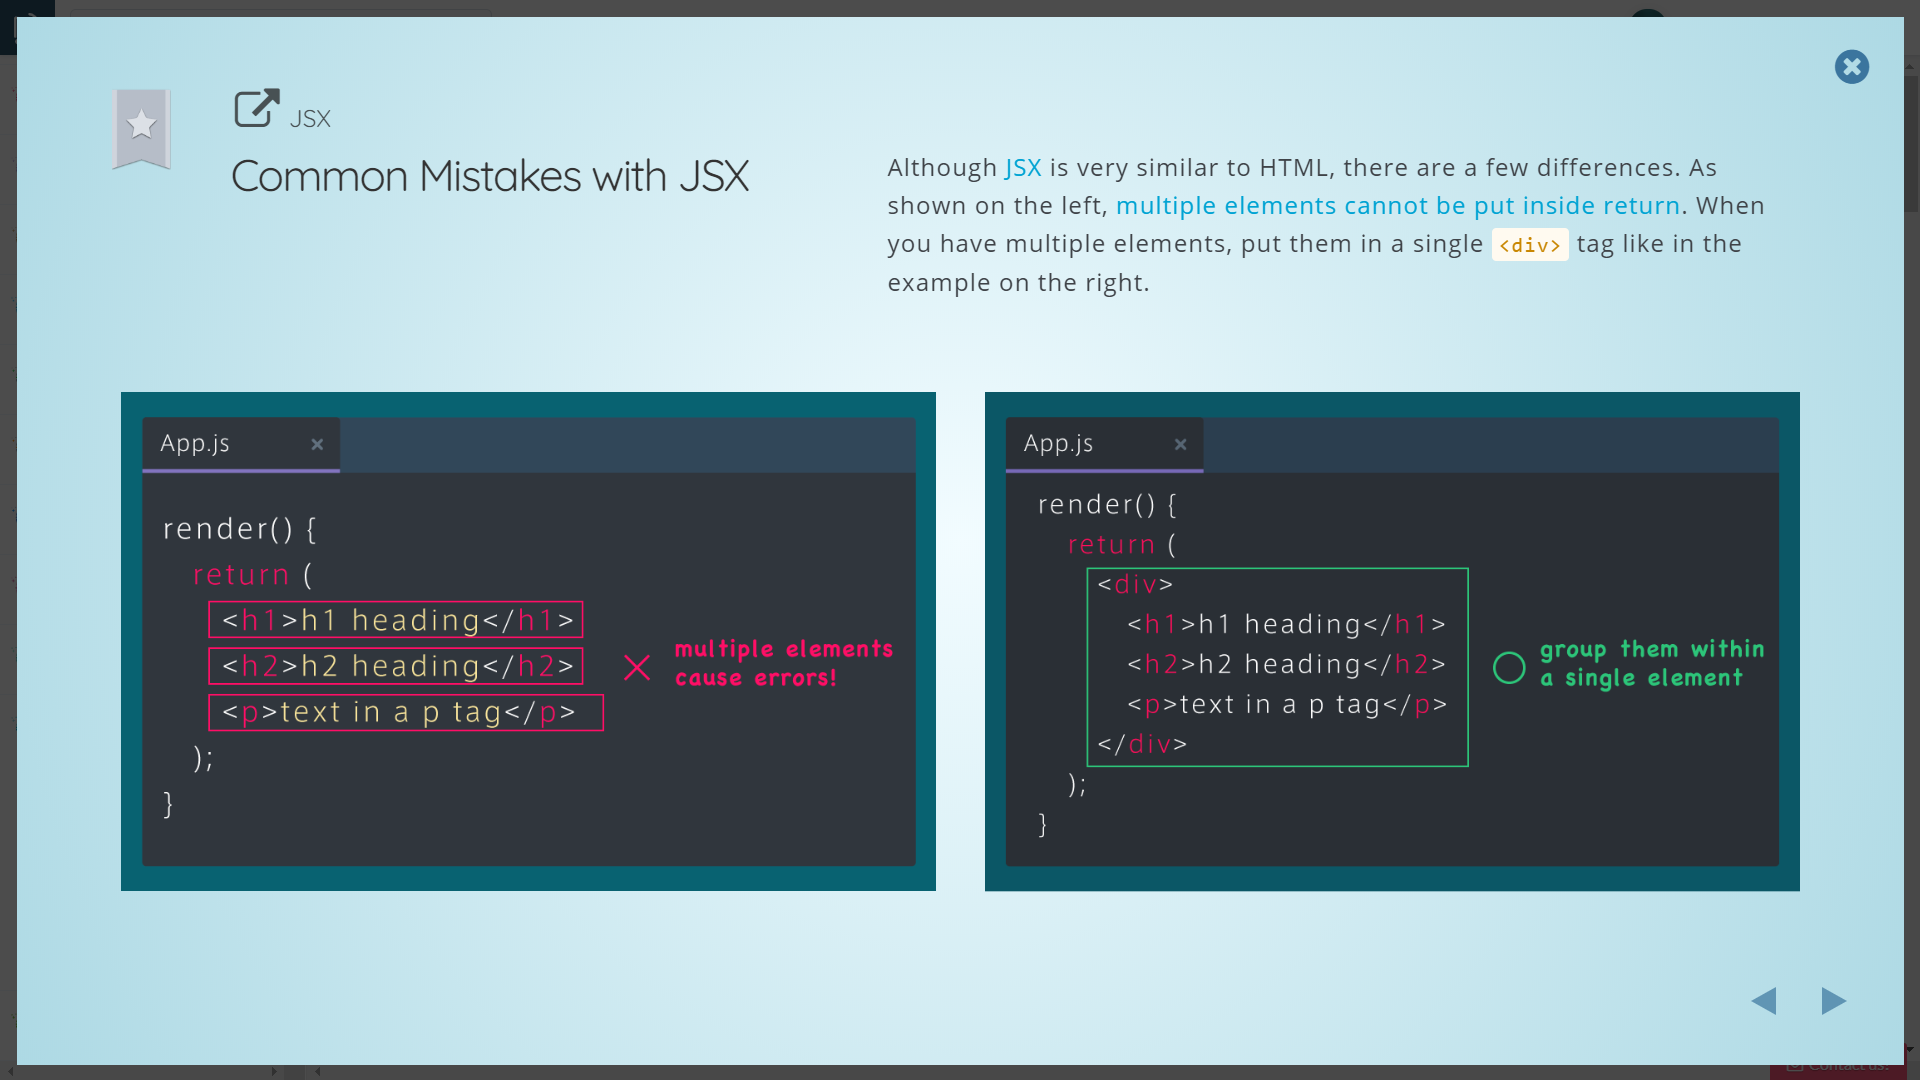 JSX
Common Mistakes with JSX
Although JSX is very similar to HTML, there are a few differences. As
shown on the left, multiple elements cannot be put inside return. When
you have multiple elements, put them in a single <div> tag like in the
example on the right.
App.js ×
render() {
return (
<h1>h1 heading</h1>
<h2>h2 heading</h2>
<p>text in a p tag</p>
);
}
multiple elements
cause errors!
App.js ×
render() {
return (
<div>
<h1>h1 heading</h1>
<h2>h2 heading</h2>
<p>text in a p tag</p>
</div>
);
}
group them within
a single element
Contact us!